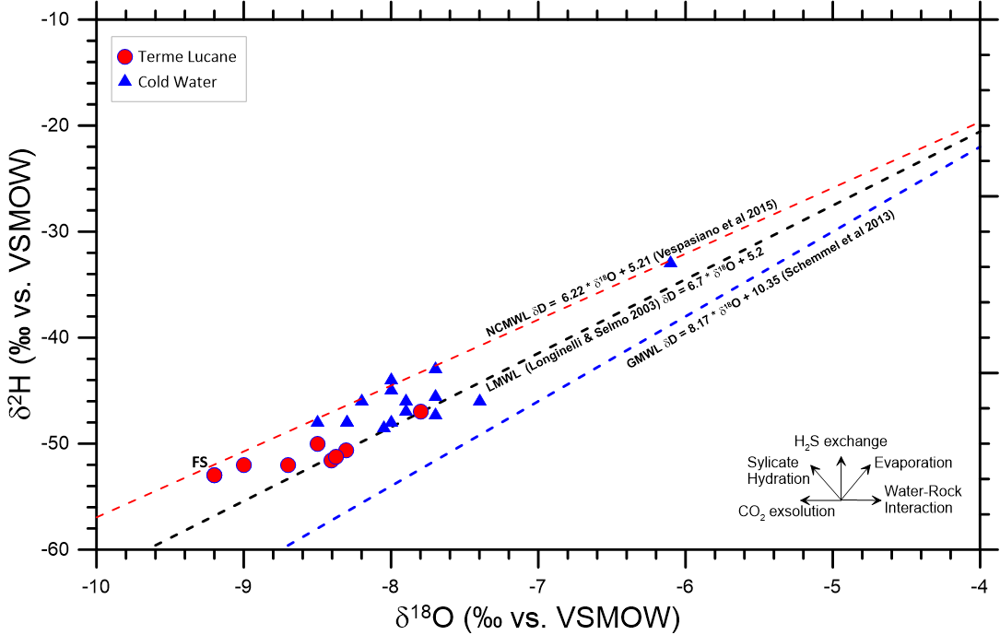 -10
-20
-30
-40
-50
-60
δ²H (‰ vs. VSMOW)
Terme Lucane
Cold Water
NCMWL δD = 6.22 * δ¹⁸O + 5.21 (Vespasiano et al 2015)
LMWL (Longinelli & Selmo 2003) δD = 6.7 * δ¹⁸O + 5.2
GMWL δD = 8.17 * δ¹⁸O + 10.35 (Schemmel et al 2013)
FS
H₂S exchange
Sylicate
Hydration
Evaporation
CO₂ exsolution
Water-Rock
Interaction
-10 -9 -8 -7 -6 -5 -4
δ¹⁸O (‰ vs. VSMOW)